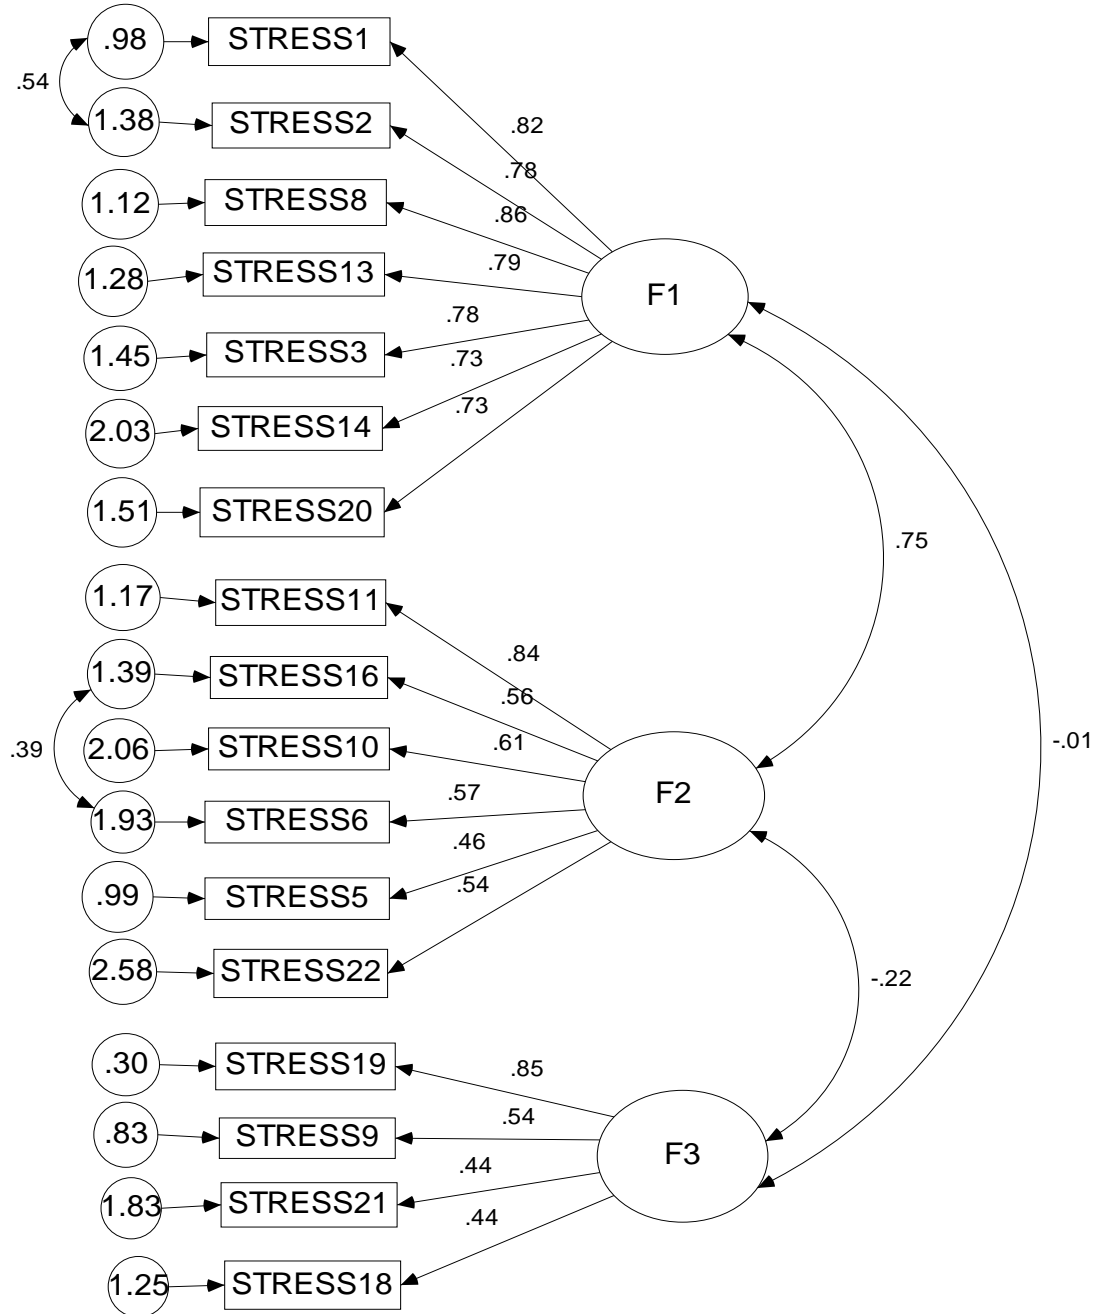 .98 STRESS1
.54
.82
1.38 STRESS2
.78
1.12 STRESS8
.86
1.28 STRESS13
.79
F1
1.45 STRESS3
.78
.73
2.03 STRESS14
.73
1.51 STRESS20
.75
1.17 STRESS11
.84
1.39 STRESS16
.56
.39
2.06 STRESS10
.61
-.01
F2
1.93 STRESS6
.57
.46
.99 STRESS5
.54
2.58 STRESS22
-.22
.30 STRESS19
.85
.83 STRESS9
.54
F3
.44
1.83 STRESS21
.44
1.25 STRESS18